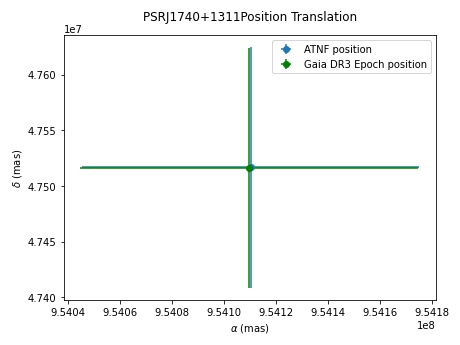 PSRJ1740+1311Position Translation
1e7
ATNF position
Gaia DR3 Epoch position
4.760
4.755
4.750
4.745
4.740
δ (mas)
9.5404 9.5406 9.5408 9.5410 9.5412 9.5414 9.5416 9.5418
1e8
α (mas)